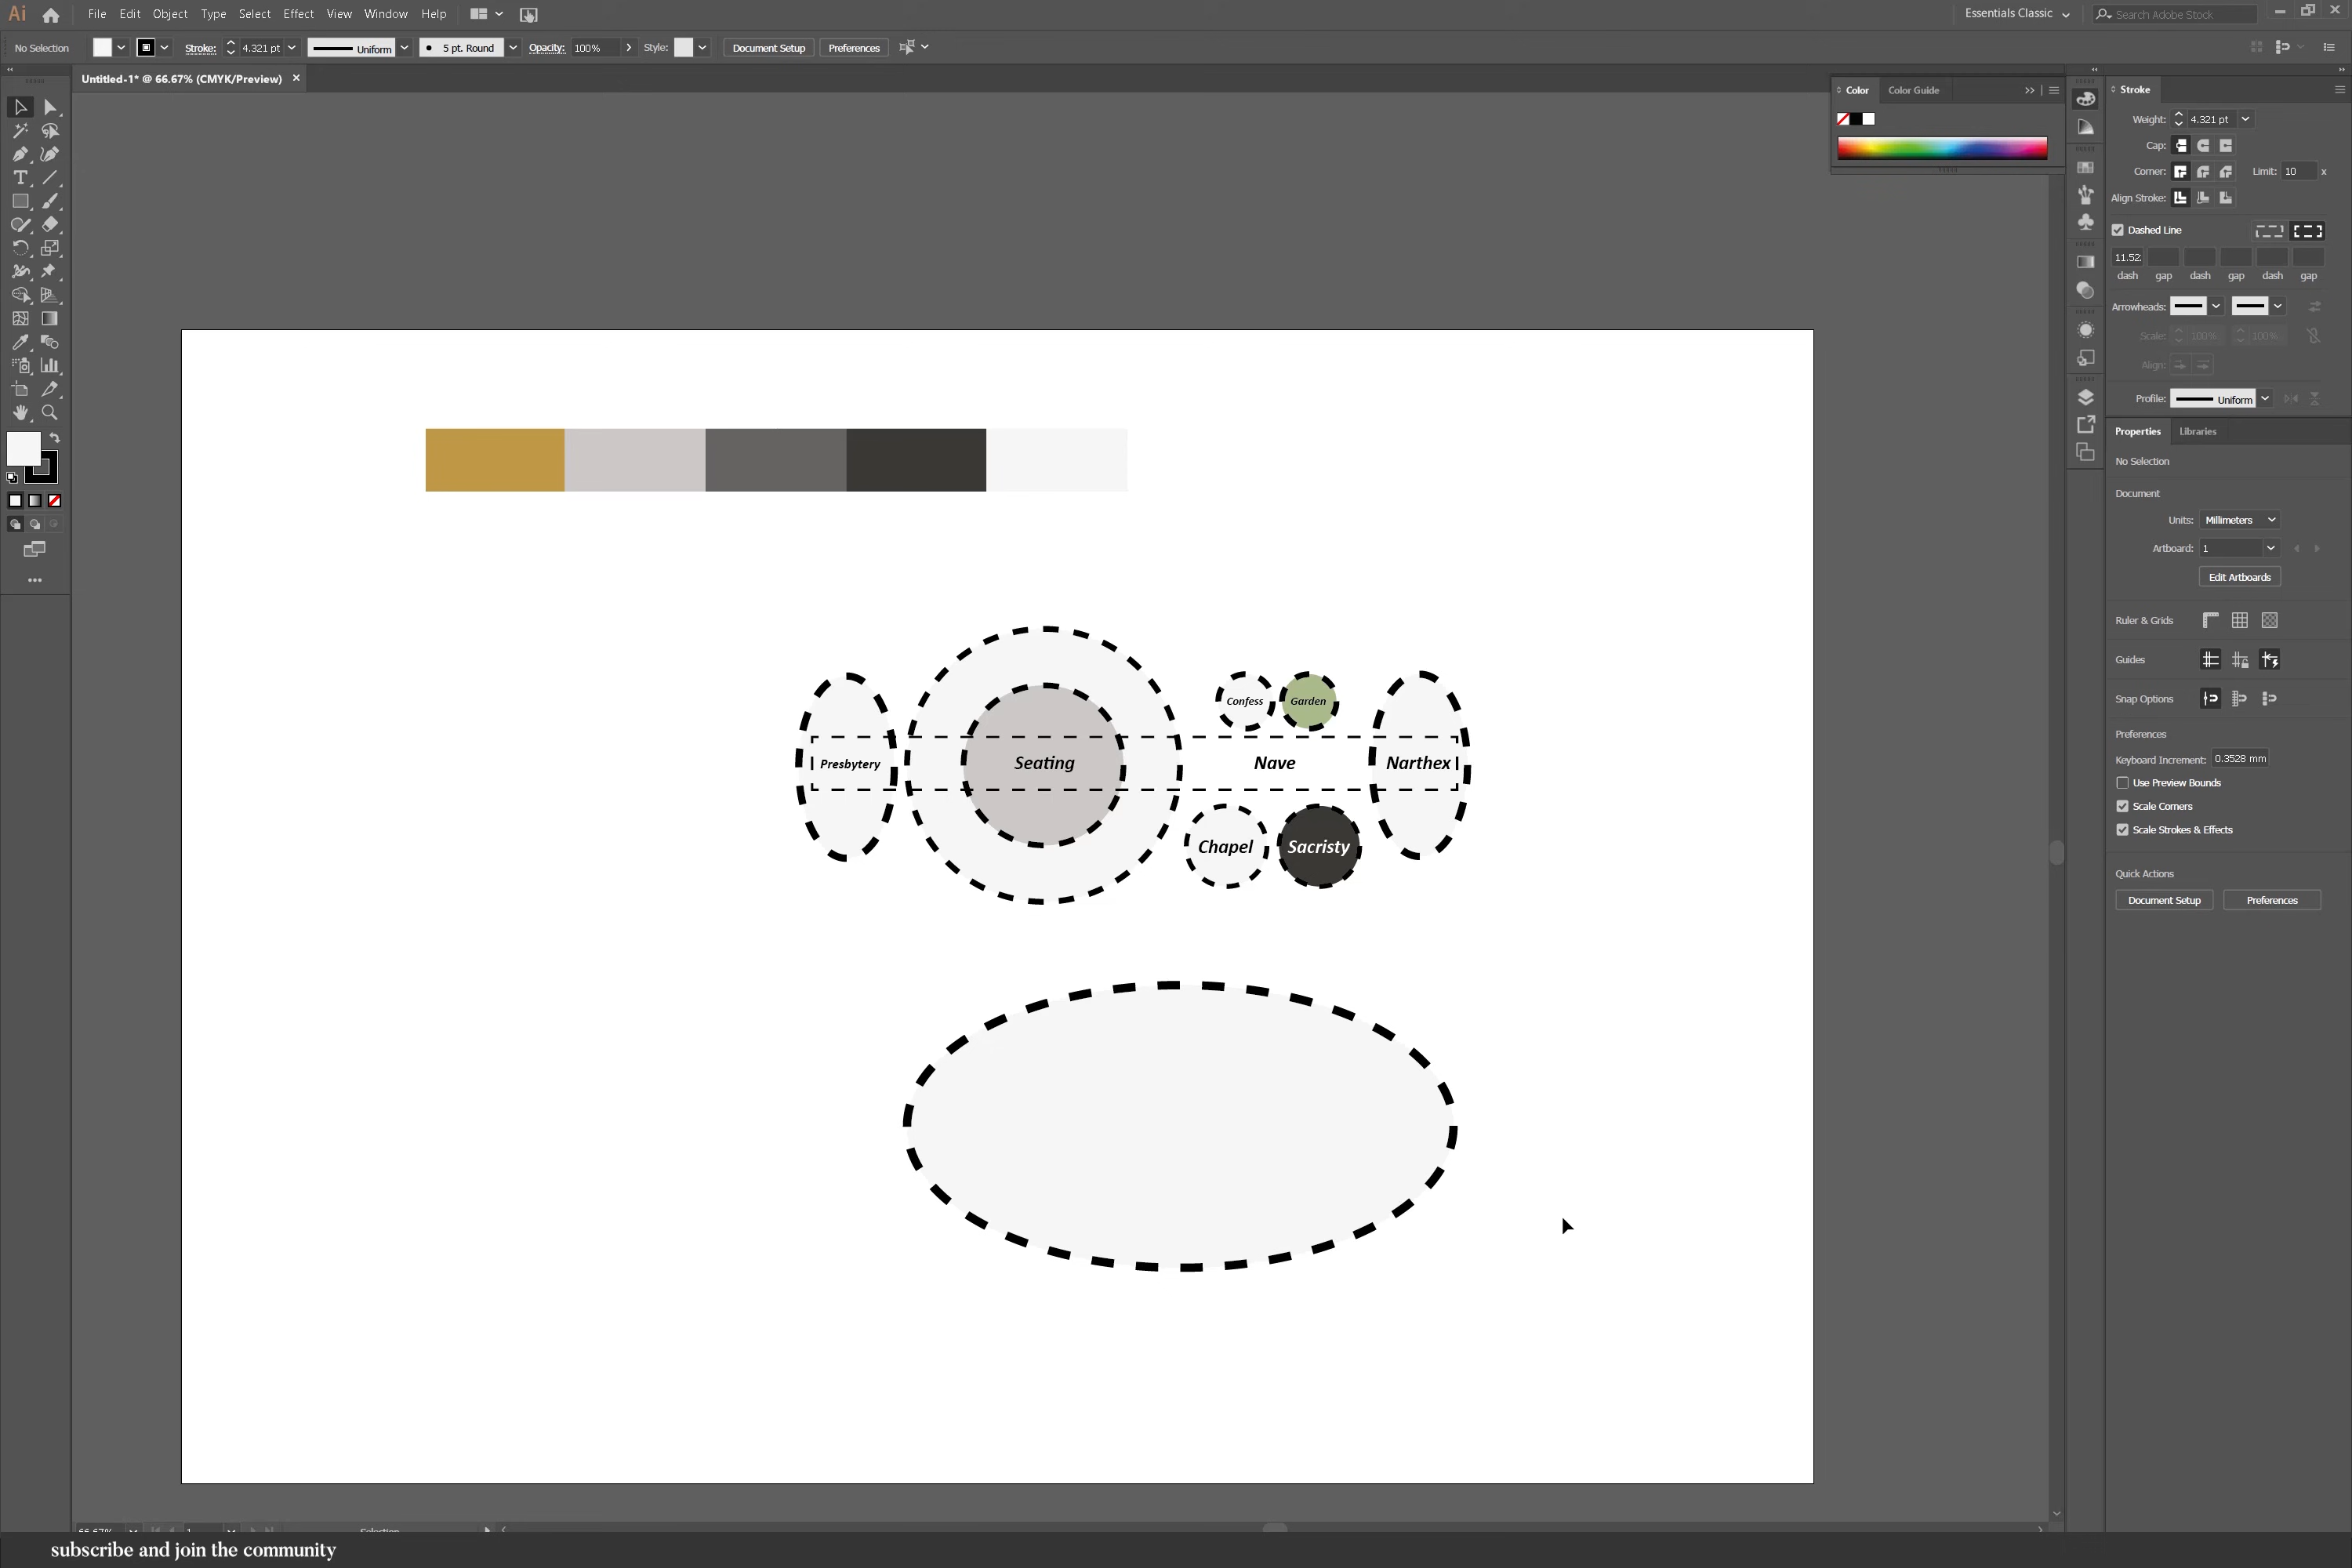 Ai File Edit Object Type Select Effect View Window Help Essentials Classic Search Adobe Stock
No Selection Stroke: 4.321 pt Uniform 5 pt. Round Opacity: 100% Style: Document Setup Preferences
Untitled-1* @ 66.67% (CMYK/Preview)
Color Color Guide
Stroke
Weight: 4.321 pt
Cap:
Corner: Limit: 10 x
Align Stroke:
Dashed Line
11.52
dash gap dash gap dash gap
Arrowheads:
Scale: 100% 100%
Align:
Profile: Uniform
Properties Libraries
No Selection
Document
Units: Millimeters
Artboard: 1
Edit Artboards
Ruler & Grids
Guides
Snap Options
Preferences
Keyboard Increment: 0.3528 mm
Use Preview Bounds
Scale Corners
Scale Strokes & Effects
Quick Actions
Document Setup Preferences
Confess Garden
Presbytery Seating Nave Narthex
Chapel Sacristy
66.67% 1 Selection
subscribe and join the community